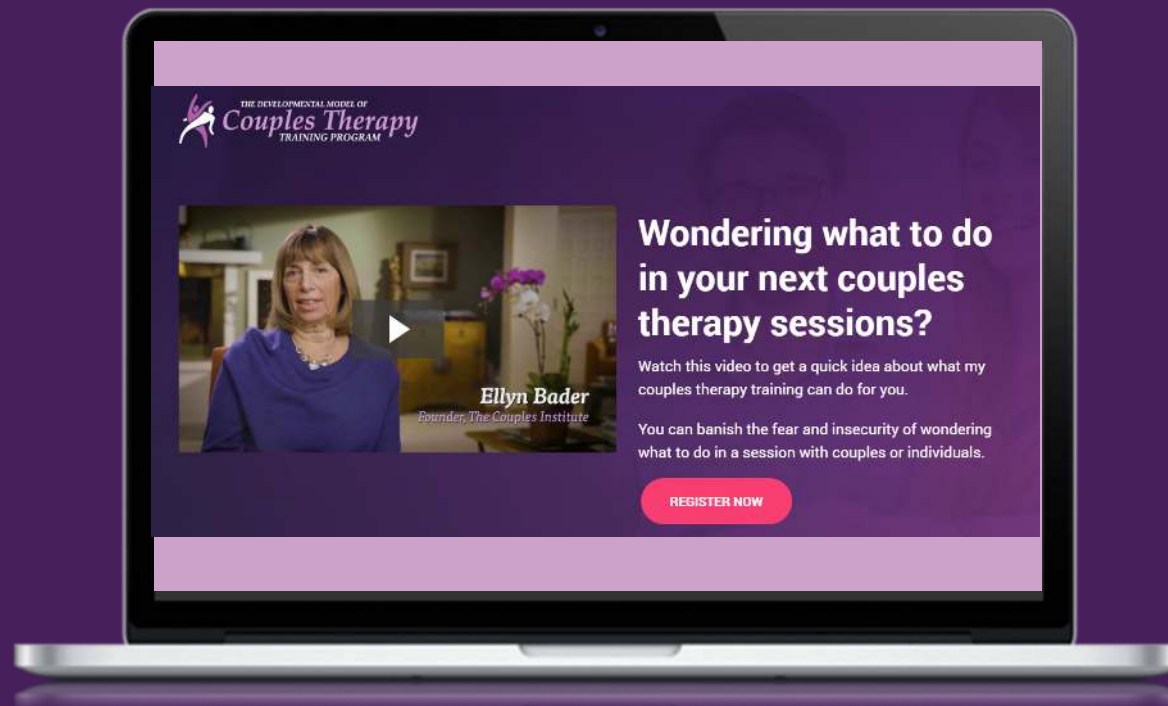 THE DEVELOPMENTAL MODEL OF
Couples Therapy
TRAINING PROGRAM
Ellyn Bader
Founder, The Couples Institute
Wondering what to do
in your next couples
therapy sessions?
Watch this video to get a quick idea about what my
couples therapy training can do for you.
You can banish the fear and insecurity of wondering
what to do in a session with couples or individuals.
REGISTER NOW